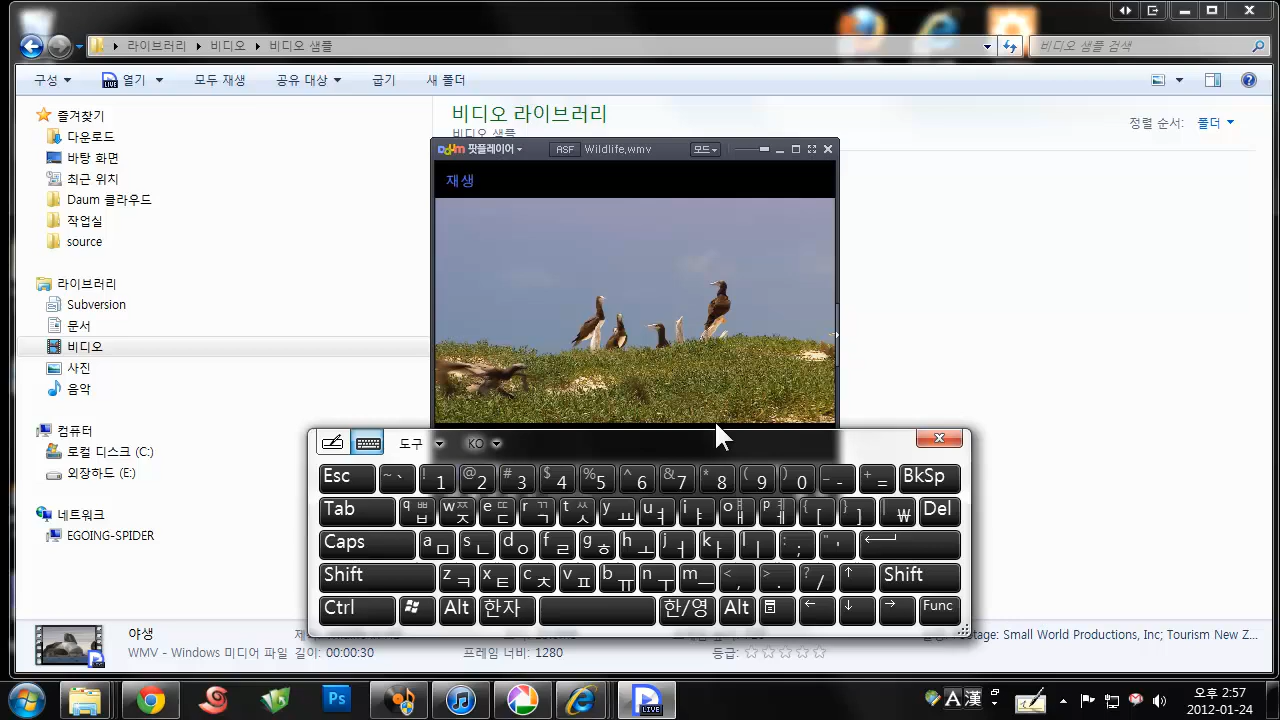 라이브러리 비디오 비디오 샘플
비디오 샘플 검색
구성 열기 모두 재생 공유 대상 굽기 새 폴더
즐겨찾기
다운로드
바탕 화면
최근 위치
Daum 클라우드
작업실
source
라이브러리
Subversion
문서
비디오
사진
음악
컴퓨터
로컬 디스크 (C:)
외장하드 (E:)
네트워크
EGOING-SPIDER
비디오 라이브러리
비디오 샘플
정렬 순서: 폴더
Daum 팟플레이어 ASF Wildlife.wmv 모드
재생
도구 KO
Esc ~ ` ! 1 @ 2 # 3 $ 4 % 5 ^ 6 & 7 * 8 ( 9 ) 0 _ - + = BkSp
Tab q ㅃ ㅂ w ㅉ ㅈ e ㄸ ㄷ r ㄲ ㄱ t ㅆ ㅅ y ㅛ u ㅕ i ㅑ o ㅒ ㅐ p ㅖ ㅔ { [ } ] | ₩ Del
Caps a ㅁ s ㄴ d ㅇ f ㄹ g ㅎ h ㅗ j ㅓ k ㅏ l ㅣ : ; " '
Shift z ㅋ x ㅌ c ㅊ v ㅍ b ㅠ n ㅜ m ㅡ < , > . ? / ↑ Shift
Ctrl Alt 한자 한/영 Alt ← ↓ → Func
야생
WMV - Windows 미디어 파일 길이: 00:00:30
프레임 너비: 1280
등급: ☆☆☆☆☆
Small World Productions, Inc; Tourism New Z...
LIVE
Ps
LIVE
A 漢
오후 2:57
2012-01-24